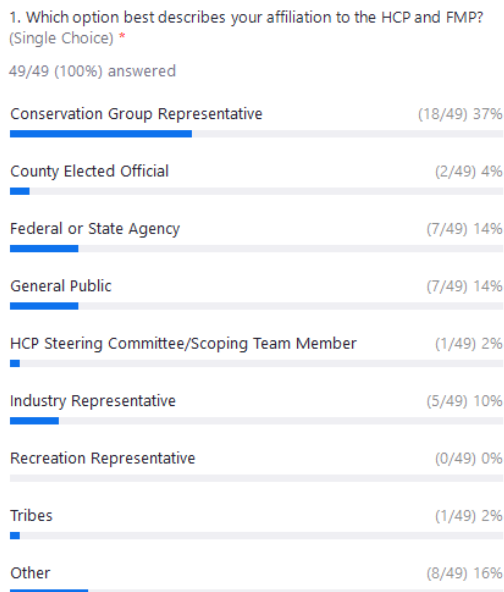 1. Which option best describes your affiliation to the HCP and FMP?
(Single Choice) *
49/49 (100%) answered
Conservation Group Representative (18/49) 37%
County Elected Official (2/49) 4%
Federal or State Agency (7/49) 14%
General Public (7/49) 14%
HCP Steering Committee/Scoping Team Member (1/49) 2%
Industry Representative (5/49) 10%
Recreation Representative (0/49) 0%
Tribes (1/49) 2%
Other (8/49) 16%